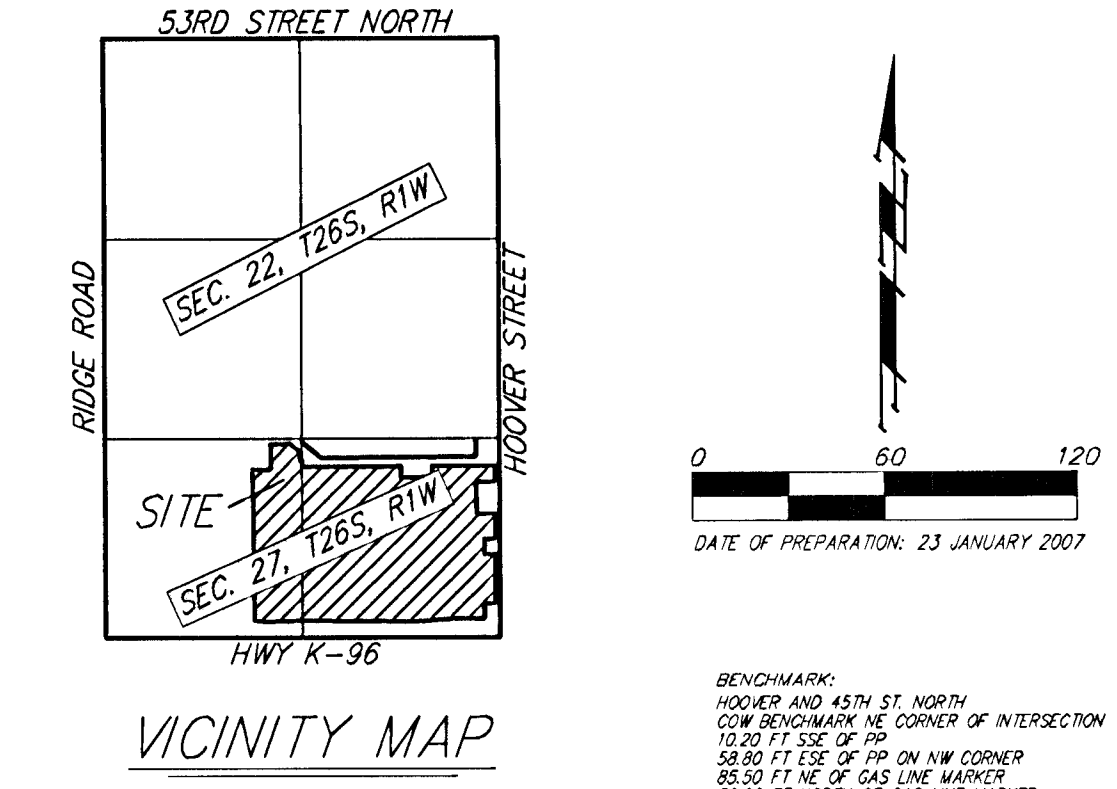 53RD STREET NORTH
SEC. 22, T26S, R1W
RIDGE ROAD
HOOVER STREET
SITE
SEC. 27, T26S, R1W
HWY K-96
VICINITY MAP
0 60 120
DATE OF PREPARATION: 23 JANUARY 2007
BENCHMARK:
HOOVER AND 45TH ST. NORTH
COW BENCHMARK NE CORNER OF INTERSECTION
10.20 FT SSE OF PP
58.80 FT ESE OF PP ON NW CORNER
85.50 FT NE OF GAS LINE MARKER